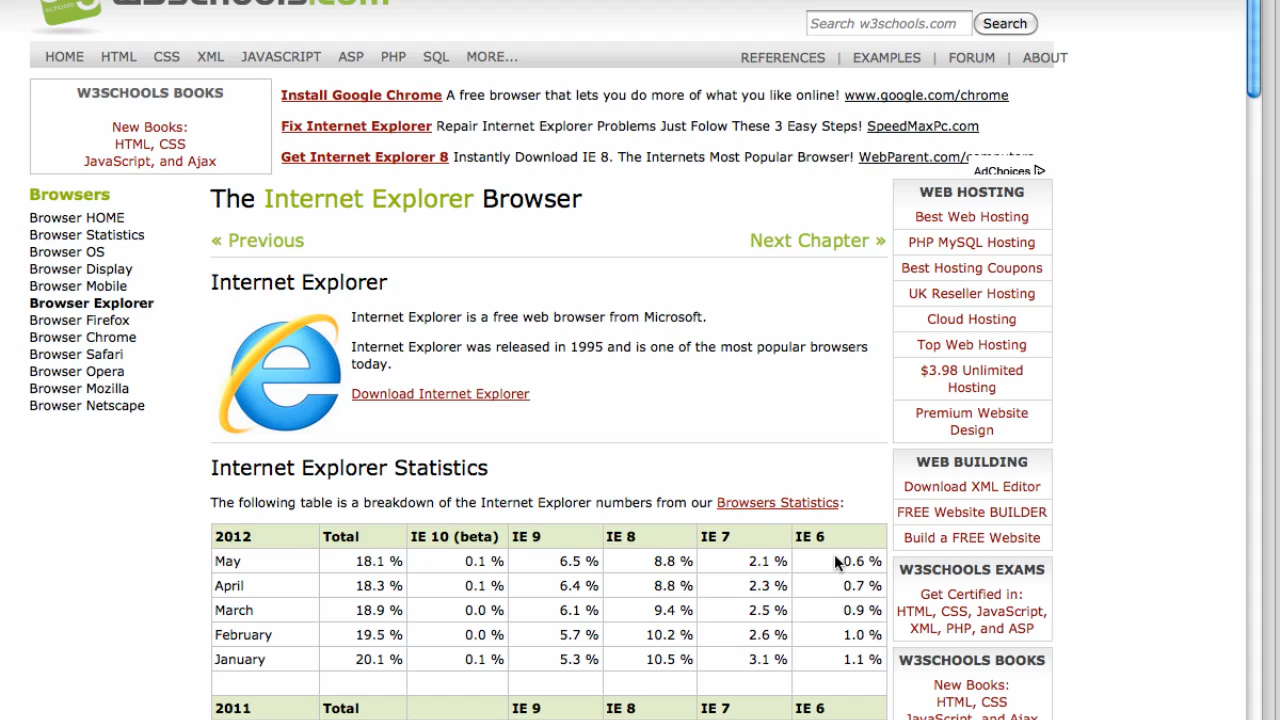 w3schools.com
Search w3schools.com
Search
HOME HTML CSS XML JAVASCRIPT ASP PHP SQL MORE...
REFERENCES | EXAMPLES | FORUM | ABOUT
W3SCHOOLS BOOKS
New Books:
HTML, CSS
JavaScript, and Ajax
Install Google Chrome A free browser that lets you do more of what you like online! www.google.com/chrome
Fix Internet Explorer Repair Internet Explorer Problems Just Folow These 3 Easy Steps! SpeedMaxPc.com
Get Internet Explorer 8 Instantly Download IE 8. The Internets Most Popular Browser! WebParent.com/computers
AdChoices
Browsers
Browser HOME
Browser Statistics
Browser OS
Browser Display
Browser Mobile
Browser Explorer
Browser Firefox
Browser Chrome
Browser Safari
Browser Opera
Browser Mozilla
Browser Netscape
The Internet Explorer Browser
« Previous
Next Chapter »
Internet Explorer
Internet Explorer is a free web browser from Microsoft.
Internet Explorer was released in 1995 and is one of the most popular browsers
today.
Download Internet Explorer
Internet Explorer Statistics
The following table is a breakdown of the Internet Explorer numbers from our Browsers Statistics:
2012 Total IE 10 (beta) IE 9 IE 8 IE 7 IE 6
May 18.1 % 0.1 % 6.5 % 8.8 % 2.1 % 0.6 %
April 18.3 % 0.1 % 6.4 % 8.8 % 2.3 % 0.7 %
March 18.9 % 0.0 % 6.1 % 9.4 % 2.5 % 0.9 %
February 19.5 % 0.0 % 5.7 % 10.2 % 2.6 % 1.0 %
January 20.1 % 0.1 % 5.3 % 10.5 % 3.1 % 1.1 %
2011 Total IE 9 IE 8 IE 7 IE 6
WEB HOSTING
Best Web Hosting
PHP MySQL Hosting
Best Hosting Coupons
UK Reseller Hosting
Cloud Hosting
Top Web Hosting
$3.98 Unlimited
Hosting
Premium Website
Design
WEB BUILDING
Download XML Editor
FREE Website BUILDER
Build a FREE Website
W3SCHOOLS EXAMS
Get Certified in:
HTML, CSS, JavaScript,
XML, PHP, and ASP
W3SCHOOLS BOOKS
New Books:
HTML, CSS
JavaScript, and Ajax